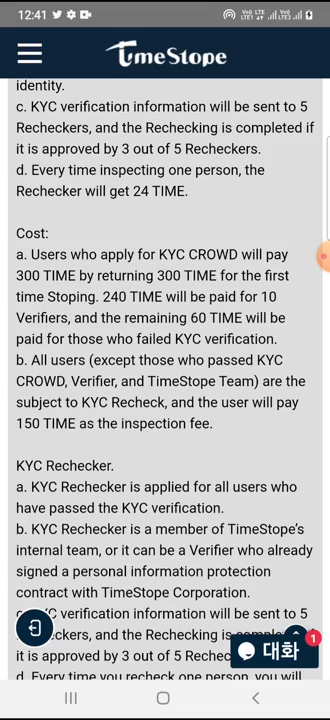 12:41
TimeStope
identity.
c. KYC verification information will be sent to 5
Recheckers, and the Rechecking is completed if
it is approved by 3 out of 5 Recheckers.
d. Every time inspecting one person, the
Rechecker will get 24 TIME.
Cost:
a. Users who apply for KYC CROWD will pay
300 TIME by returning 300 TIME for the first
time Stoping. 240 TIME will be paid for 10
Verifiers, and the remaining 60 TIME will be
paid for those who failed KYC verification.
b. All users (except those who passed KYC
CROWD, Verifier, and TimeStope Team) are the
subject to KYC Recheck, and the user will pay
150 TIME as the inspection fee.
KYC Rechecker.
a. KYC Rechecker is applied for all users who
have passed the KYC verification.
b. KYC Rechecker is a member of TimeStope's
internal team, or it can be a Verifier who already
signed a personal information protection
contract with TimeStope Corporation.
verification information will be sent to 5
and the Rechecking is
it is approved by 3 out of 5
d. Every time you recheck one person, you will
대화
1